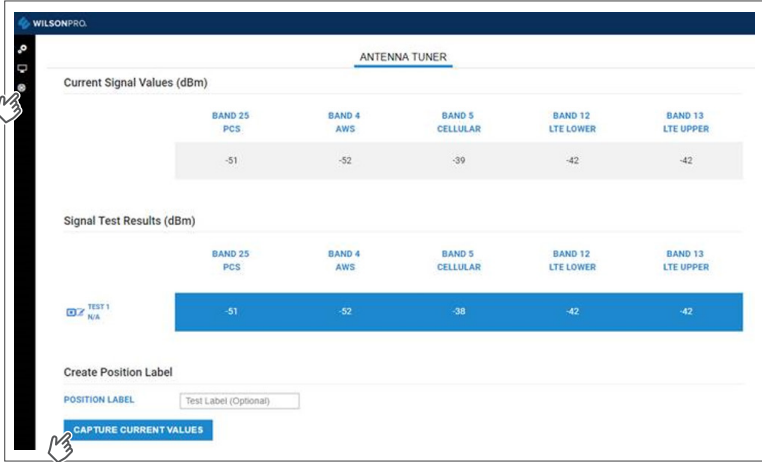 WILSONPRO.
ANTENNA TUNER
Current Signal Values (dBm)
BAND 25 BAND 4 BAND 5 BAND 12 BAND 13
PCS AWS CELLULAR LTE LOWER LTE UPPER
-51 -52 -39 -42 -42
Signal Test Results (dBm)
BAND 25 BAND 4 BAND 5 BAND 12 BAND 13
PCS AWS CELLULAR LTE LOWER LTE UPPER
TEST 1
N/A -51 -52 -38 -42 -42
Create Position Label
POSITION LABEL Test Label (Optional)
CAPTURE CURRENT VALUES